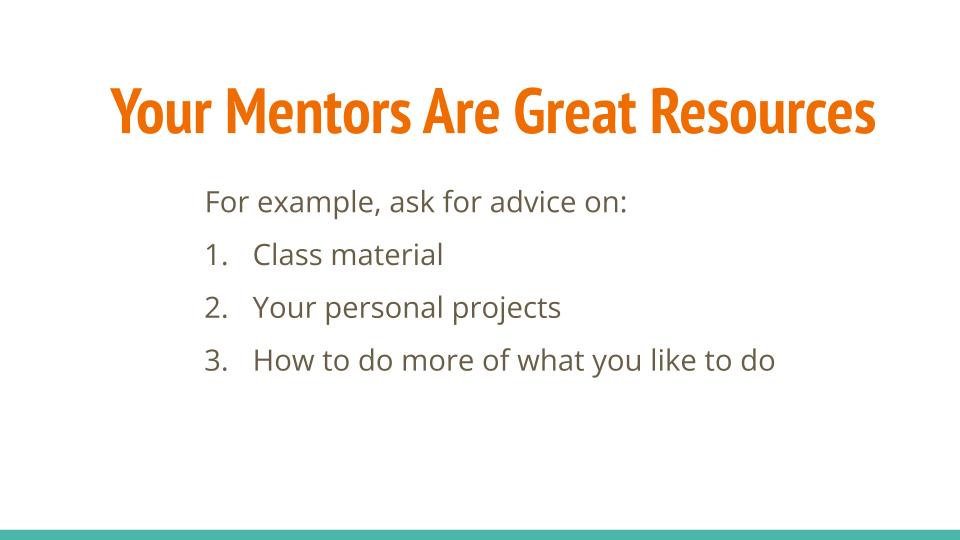 Your Mentors Are Great Resources
For example, ask for advice on:
1. Class material
2. Your personal projects
3. How to do more of what you like to do